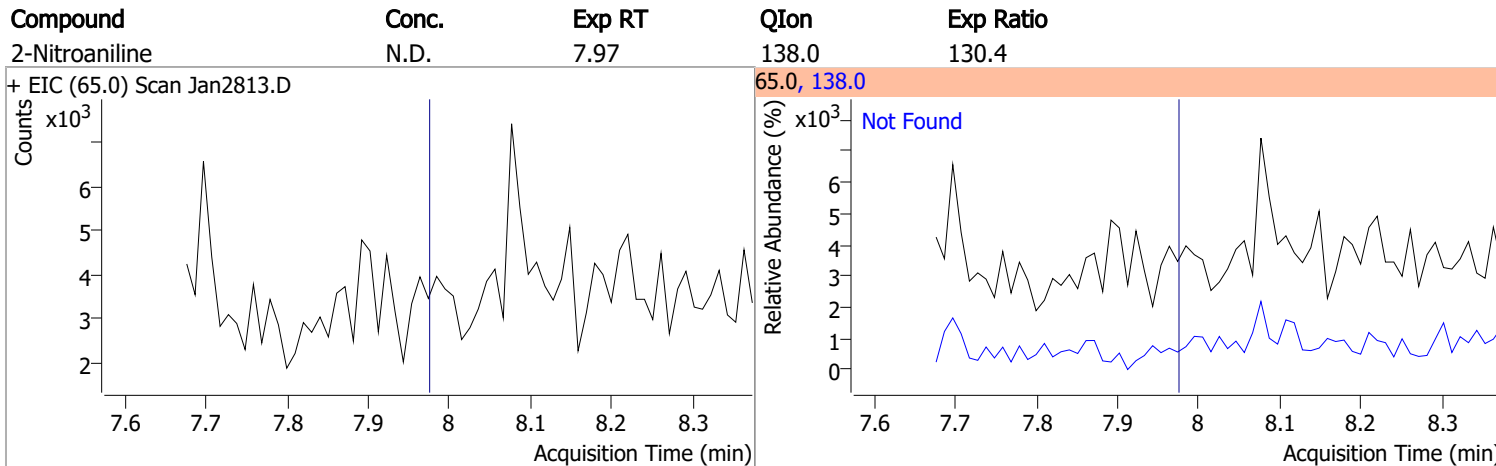 Compound Conc. Exp RT QIon Exp Ratio
2-Nitroaniline N.D. 7.97 138.0 130.4
+ EIC (65.0) Scan Jan2813.D
Counts
x10³
6
5
4
3
2
7.6 7.7 7.8 7.9 8 8.1 8.2 8.3
Acquisition Time (min)
65.0, 138.0
Relative Abundance (%)
x10³
Not Found
6
5
4
3
2
1
0
7.6 7.7 7.8 7.9 8 8.1 8.2 8.3
Acquisition Time (min)